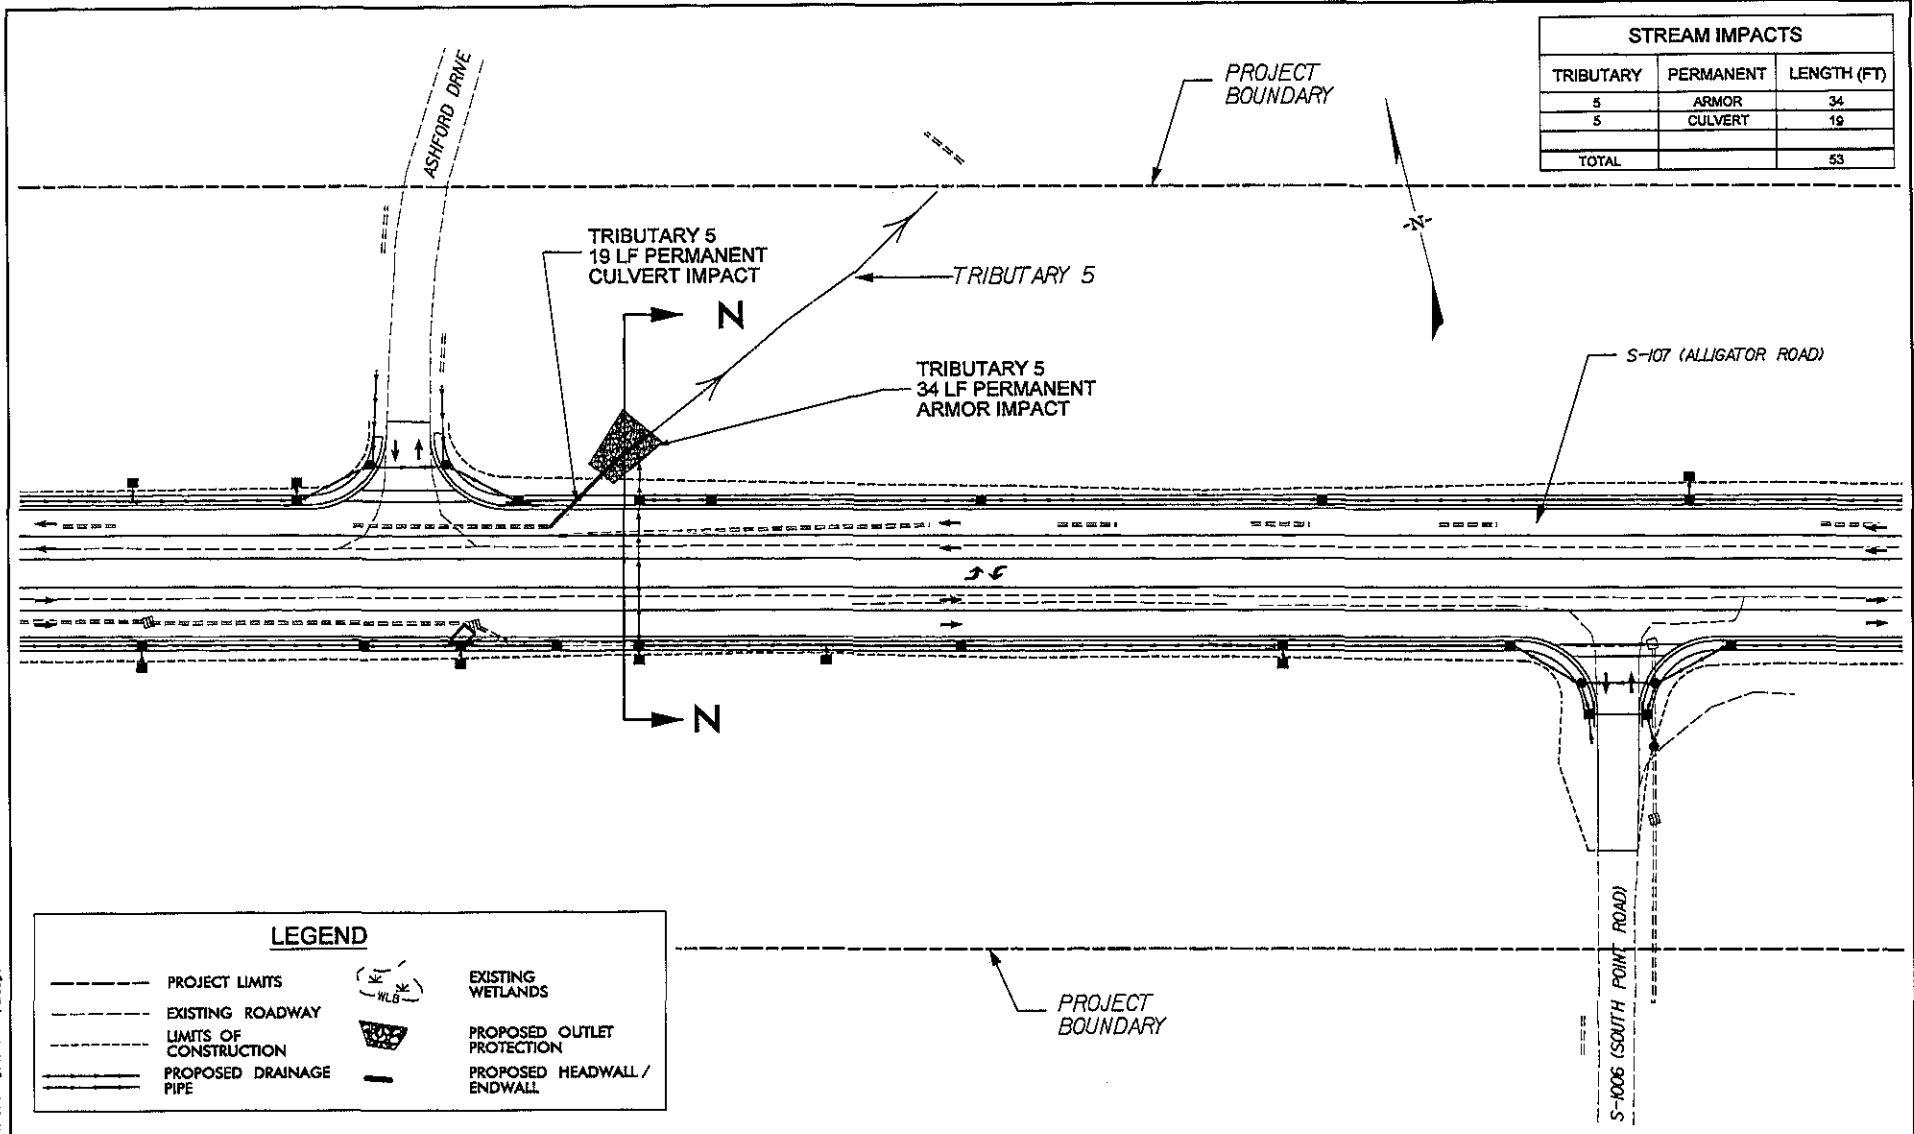 STREAM IMPACTS
TRIBUTARY PERMANENT LENGTH (FT)
5 ARMOR 34
5 CULVERT 19
TOTAL 53
ASHFORD DRIVE
PROJECT
BOUNDARY
-N-
TRIBUTARY 5
19 LF PERMANENT
CULVERT IMPACT
TRIBUTARY 5
N
TRIBUTARY 5
34 LF PERMANENT
ARMOR IMPACT
S-107 (ALLIGATOR ROAD)
N
LEGEND
PROJECT LIMITS
EXISTING ROADWAY
LIMITS OF
CONSTRUCTION
PROPOSED DRAINAGE
PIPE
WLB
EXISTING
WETLANDS
PROPOSED OUTLET
PROTECTION
PROPOSED HEADWALL /
ENDWALL
PROJECT
BOUNDARY
S-1006 (SOUTH POINT ROAD)